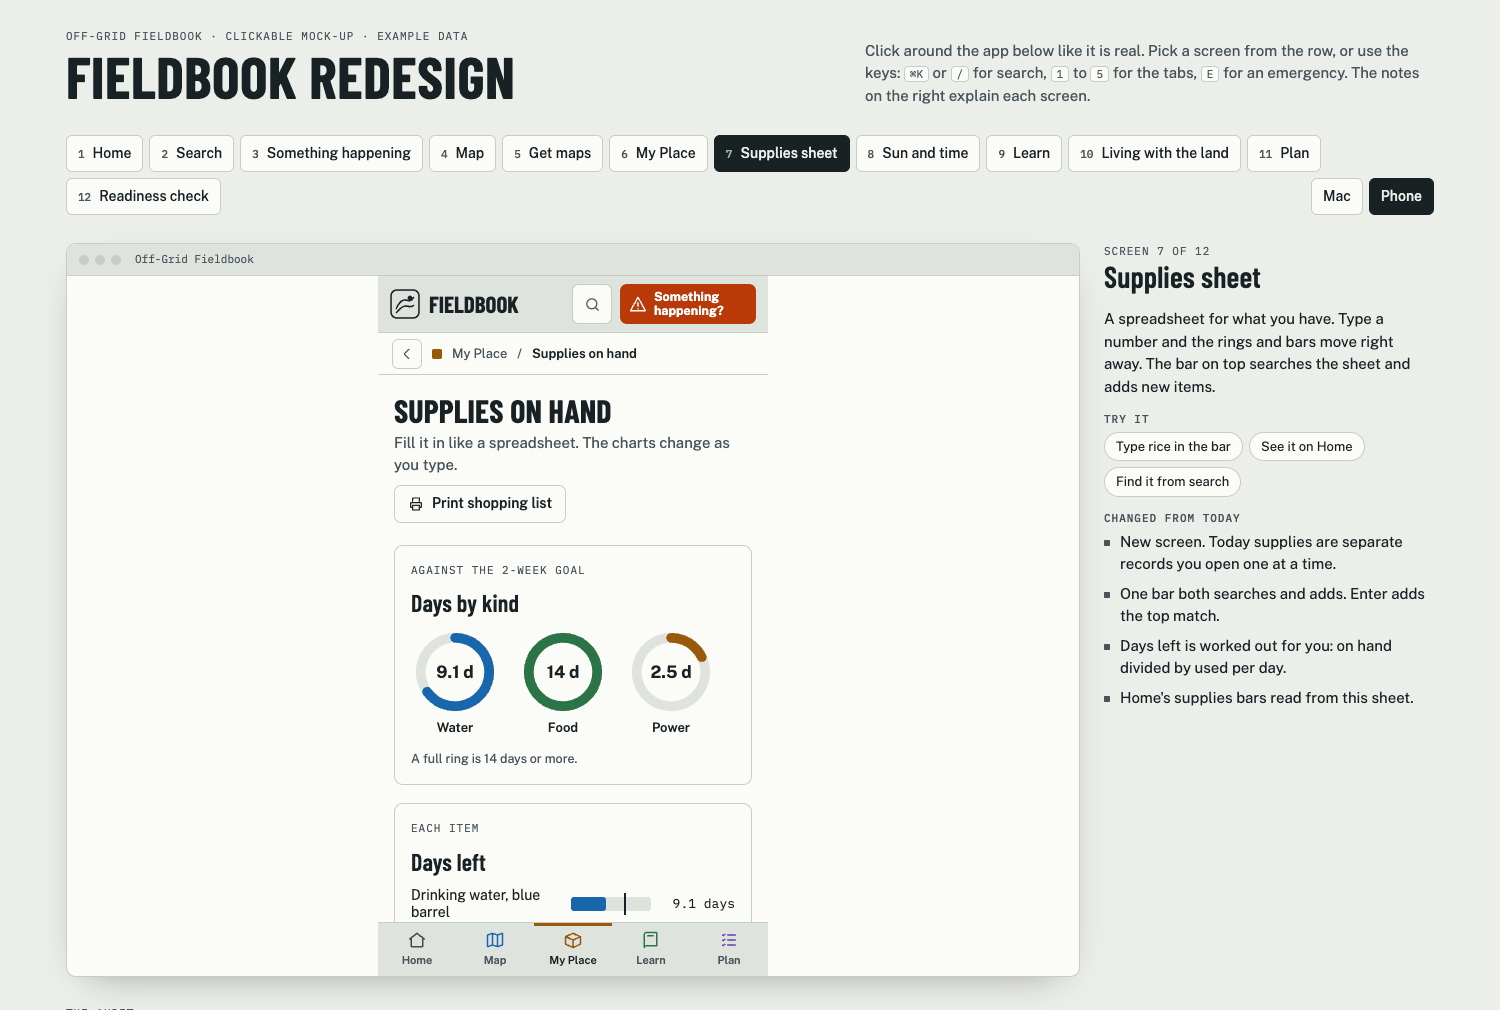 OFF-GRID FIELDBOOK · CLICKABLE MOCK-UP · EXAMPLE DATA
FIELDBOOK REDESIGN
Click around the app below like it is real. Pick a screen from the row, or use the
keys: ⌘K or / for search, 1 to 5 for the tabs, E for an emergency. The notes
on the right explain each screen.
1 Home
2 Search
3 Something happening
4 Map
5 Get maps
6 My Place
7 Supplies sheet
8 Sun and time
9 Learn
10 Living with the land
11 Plan
12 Readiness check
Mac
Phone
Off-Grid Fieldbook
FIELDBOOK
Something
happening?
My Place / Supplies on hand
SUPPLIES ON HAND
Fill it in like a spreadsheet. The charts change as
you type.
Print shopping list
AGAINST THE 2-WEEK GOAL
Days by kind
9.1 d
14 d
2.5 d
Water
Food
Power
A full ring is 14 days or more.
EACH ITEM
Days left
Drinking water, blue
barrel
9.1 days
Home
Map
My Place
Learn
Plan
SCREEN 7 OF 12
Supplies sheet
A spreadsheet for what you have. Type a
number and the rings and bars move right
away. The bar on top searches the sheet and
adds new items.
TRY IT
Type rice in the bar
See it on Home
Find it from search
CHANGED FROM TODAY
New screen. Today supplies are separate
records you open one at a time.
One bar both searches and adds. Enter adds
the top match.
Days left is worked out for you: on hand
divided by used per day.
Home's supplies bars read from this sheet.